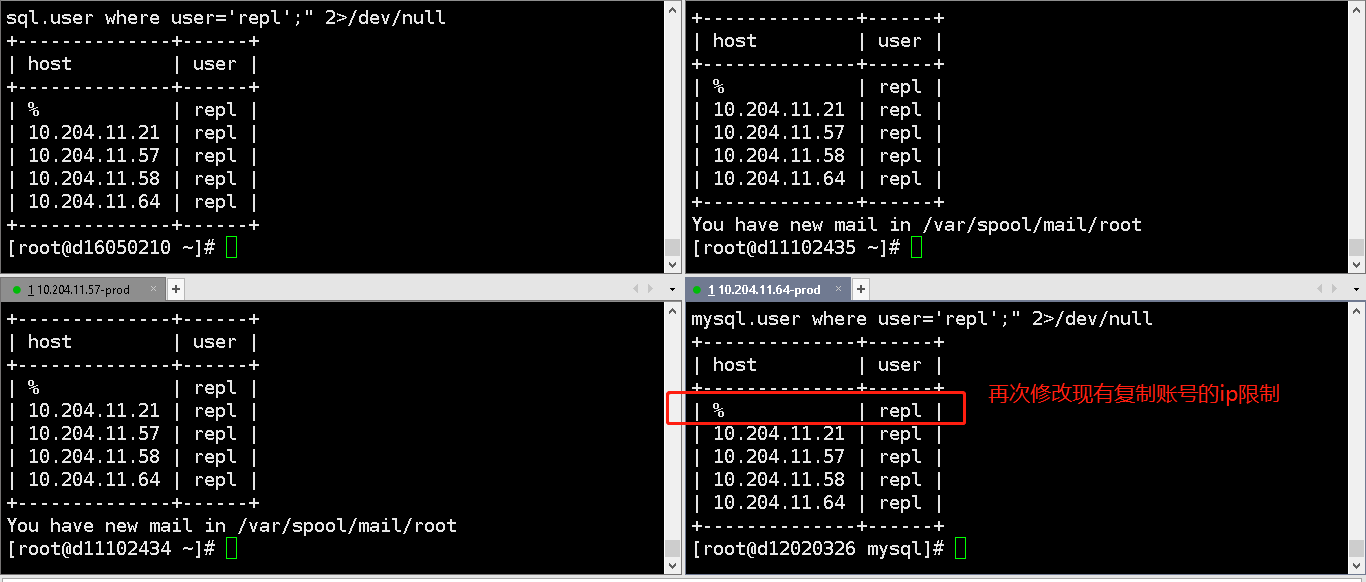 sql.user where user='repl';" 2>/dev/null
+--------------+------+
| host         | user |
+--------------+------+
| %            | repl |
| 10.204.11.21 | repl |
| 10.204.11.57 | repl |
| 10.204.11.58 | repl |
| 10.204.11.64 | repl |
+--------------+------+
[root@d16050210 ~]#
+--------------+------+
| host         | user |
+--------------+------+
| %            | repl |
| 10.204.11.21 | repl |
| 10.204.11.57 | repl |
| 10.204.11.58 | repl |
| 10.204.11.64 | repl |
+--------------+------+
You have new mail in /var/spool/mail/root
[root@d11102435 ~]#
1 10.204.11.57-prod × +
+--------------+------+
| host         | user |
+--------------+------+
| %            | repl |
| 10.204.11.21 | repl |
| 10.204.11.57 | repl |
| 10.204.11.58 | repl |
| 10.204.11.64 | repl |
+--------------+------+
You have new mail in /var/spool/mail/root
[root@d11102434 ~]#
1 10.204.11.64-prod × +
mysql.user where user='repl';" 2>/dev/null
+--------------+------+
| host         | user |
+--------------+------+
| %            | repl |
再次修改现有复制账号的ip限制
| 10.204.11.21 | repl |
| 10.204.11.57 | repl |
| 10.204.11.58 | repl |
| 10.204.11.64 | repl |
+--------------+------+
[root@d12020326 mysql]#